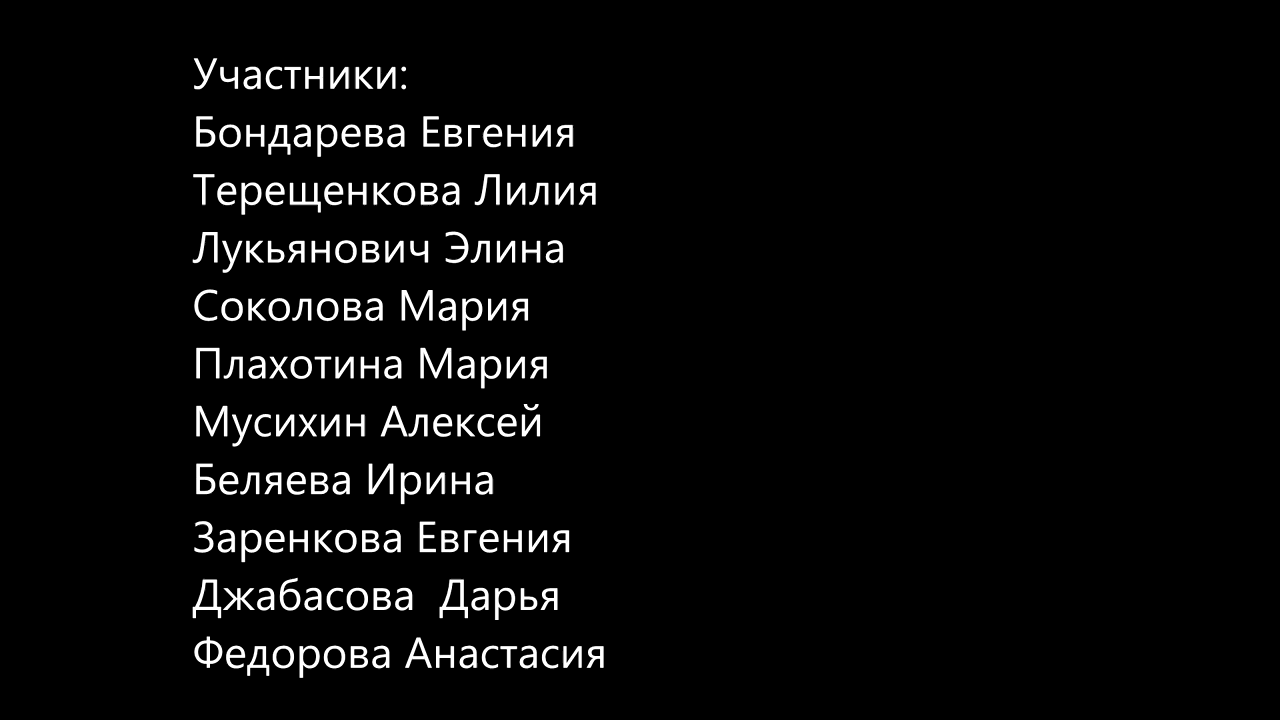 Участники:
Бондарева Евгения
Терещенкова Лилия
Лукьянович Элина
Соколова Мария
Плахотина Мария
Мусихин Алексей
Беляева Ирина
Заренкова Евгения
Джабасова  Дарья
Федорова Анастасия